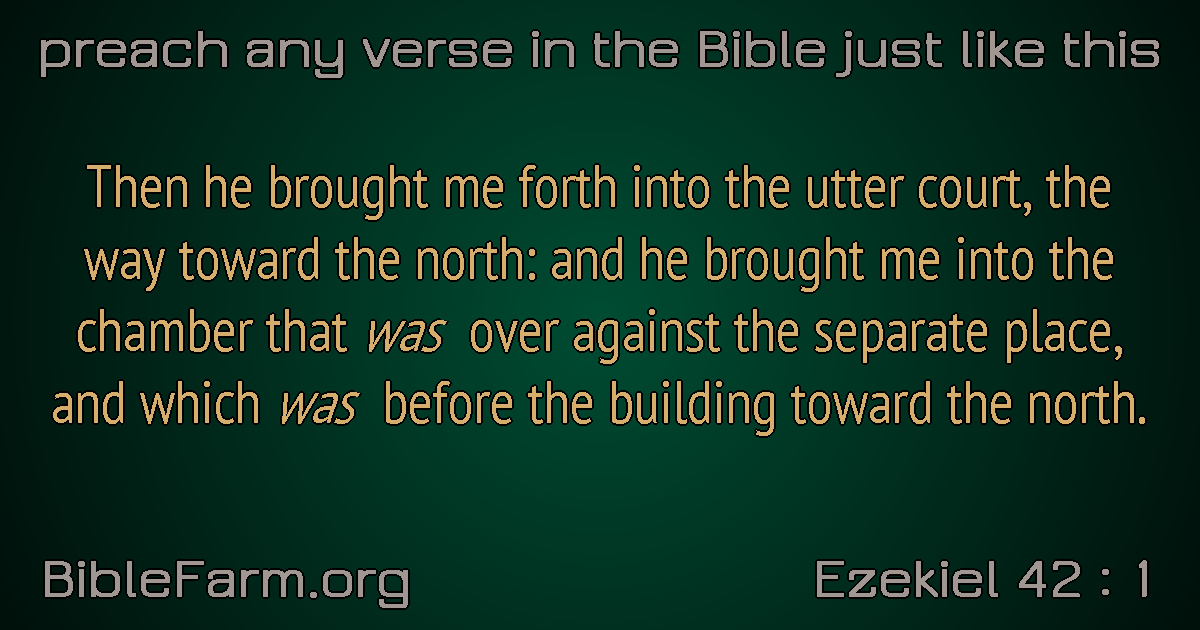 preach any verse in the Bible just like this
Then he brought me forth into the utter court, the
way toward the north: and he brought me into the
chamber that was over against the separate place,
and which was before the building toward the north.
BibleFarm.org
Ezekiel 42 : 1